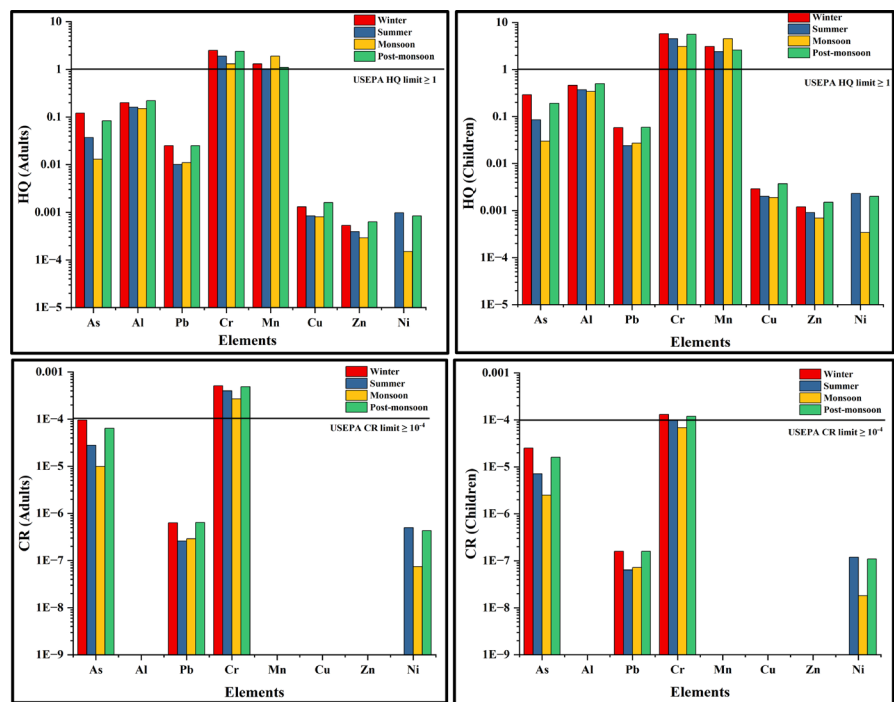 Winter
Summer
Monsoon
Post-monsoon
10
1
0.1
0.01
0.001
1E−4
1E−5
HQ (Adults)
USEPA HQ limit ≥ 1
As Al Pb Cr Mn Cu Zn Ni
Elements
Winter
Summer
Monsoon
Post-monsoon
10
1
0.1
0.01
0.001
1E−4
1E−5
HQ (Children)
USEPA HQ limit ≥ 1
As Al Pb Cr Mn Cu Zn Ni
Elements
Winter
Summer
Monsoon
Post-monsoon
0.001
1E−4
1E−5
1E−6
1E−7
1E−8
1E−9
CR (Adults)
USEPA CR limit ≥ 10⁻⁴
As Al Pb Cr Mn Cu Zn Ni
Elements
Winter
Summer
Monsoon
Post-monsoon
0.001
1E−4
1E−5
1E−6
1E−7
1E−8
1E−9
CR (Children)
USEPA CR limit ≥ 10⁻⁴
As Al Pb Cr Mn Cu Zn Ni
Elements